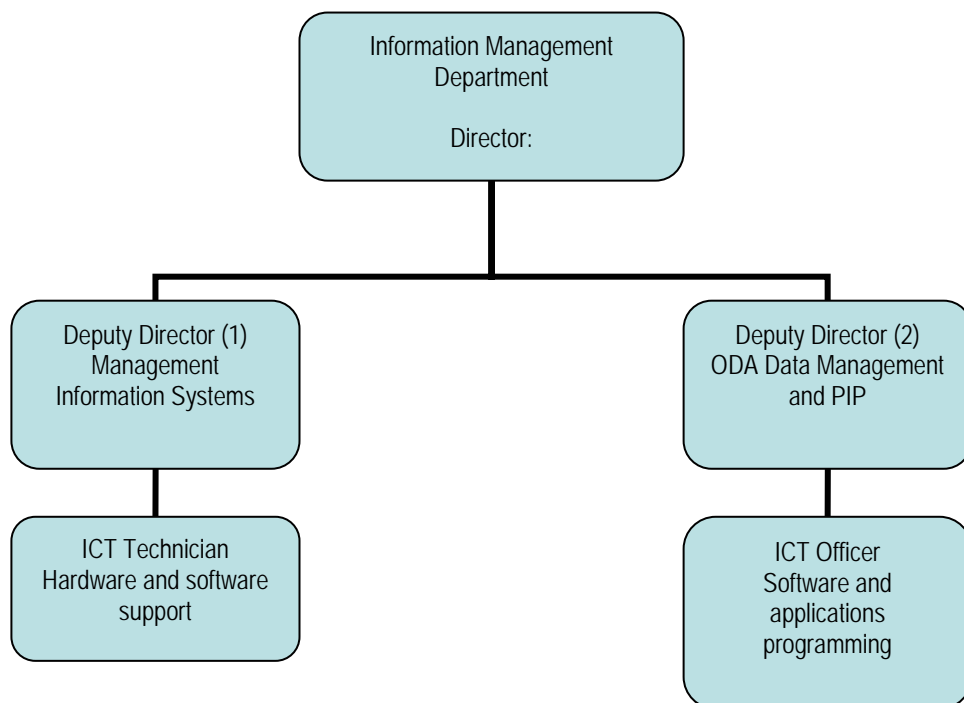 Information Management
Department
Director:
Deputy Director (1)
Management
Information Systems
Deputy Director (2)
ODA Data Management
and PIP
ICT Technician
Hardware and software
support
ICT Officer
Software and
applications
programming